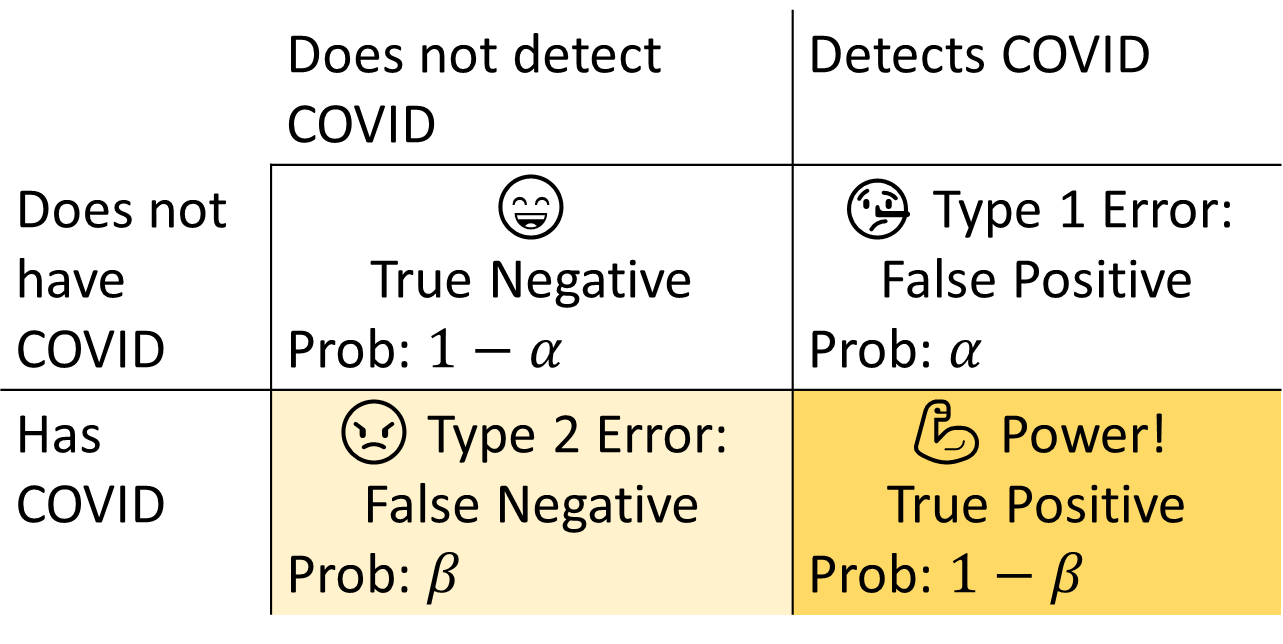 Does not detect
COVID
Detects COVID
Does not
have
COVID
True Negative
Prob: 1 − α
Type 1 Error:
False Positive
Prob: α
Has
COVID
Type 2 Error:
False Negative
Prob: β
Power!
True Positive
Prob: 1 − β